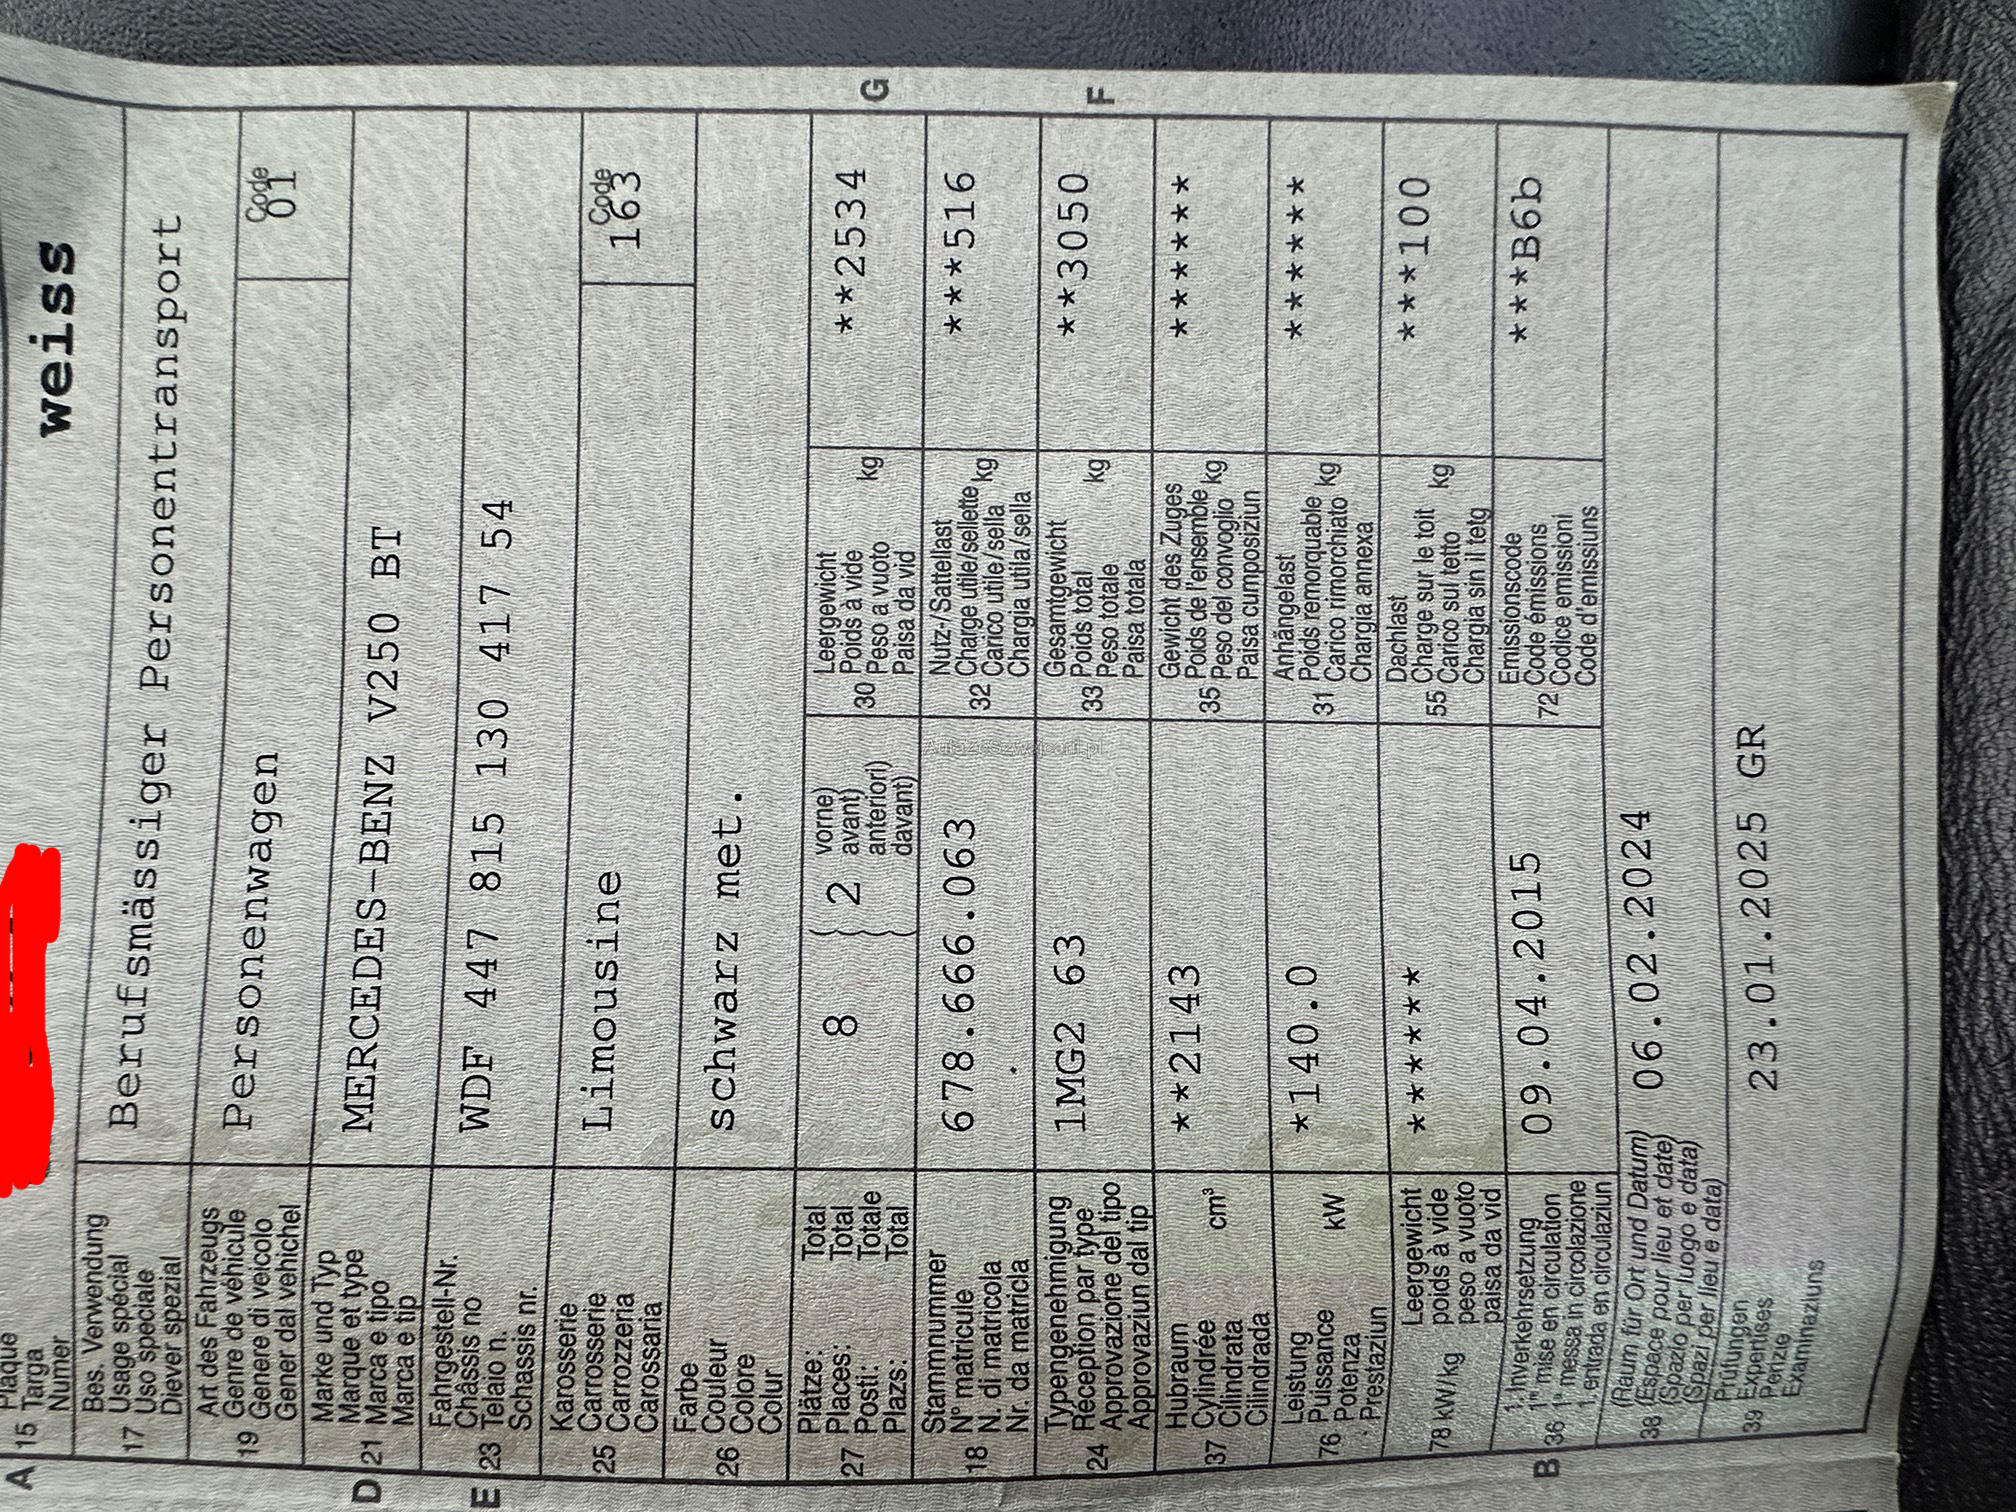 A 15 Plaque weiss
Targa
Numer
17 Bes. Verwendung Berufsmässiger Personentransport
Usage spécial
Uso speciale
Diever spezial
19 Art des Fahrzeugs Personenwagen Code 01
Genre de véhicule
Genere di veicolo
Gener dal vehichel
D 21 Marke und Typ MERCEDES-BENZ V250 BT
Marque et type
Marca e tipo
Marca e tip
E 23 Fahrgestell-Nr. WDF 447 815 130 417 54
Châssis no
Telaio n.
Schassis nr.
25 Karosserie Limousine Code 163
Carrosserie
Carrozzeria
Carossaria
26 Farbe schwarz met.
Couleur
Colore
Colur
27 Plätze: Total 8 { 2 vorne)
Places: Total avant)
Posti: Totale anteriori)
Plazs: Total davant)
30 Leergewicht kg **2534 G
Poids à vide
Peso a vuoto
Paisa da vid
18 Stammnummer 678.666.063
N° matricule
N. di matricola
Nr. da matricla
32 Nutz-/Sattellast kg ***516
Charge utile/sellette
Carico utile/sella
Chargia utila/sella
24 Typengenehmigung 1MG2 63
Réception par type
Approvazione del tipo
Approvaziun dal tip
33 Gesamtgewicht kg **3050 F
Poids total
Peso totale
Paisa totala
37 Hubraum cm³ **2143
Cylindrée
Cilindrata
Cilindrada
35 Gewicht des Zuges kg ******
Poids de l'ensemble
Peso del convoglio
Paisa cumposiziun
76 Leistung kW *140.0
Puissance
Potenza
Prestaziun
31 Anhängelast kg ******
Poids remorquable
Carico rimorchiato
Chargia annexa
78 kW/kg Leergewicht ******
poids à vide
peso a vuoto
paisa da vid
55 Dachlast kg ***100
Charge sur le toit
Carico sul tetto
Chargia sin il tetg
B 36 1. Inverkehrsetzung 09.04.2015
1re mise en circulation
1a messa in circolazione
1. entrada en circulaziun
72 Emissionscode ***B6b
Code émissions
Codice emissioni
Code d'emissiuns
38 (Raum für Ort und Datum) 06.02.2024
(Espace pour lieu et date)
(Spazio per luogo e data)
(Spazi per lieu e data)
39 Prüfungen 23.01.2025 GR
Expertises
Perizie
Examinaziuns